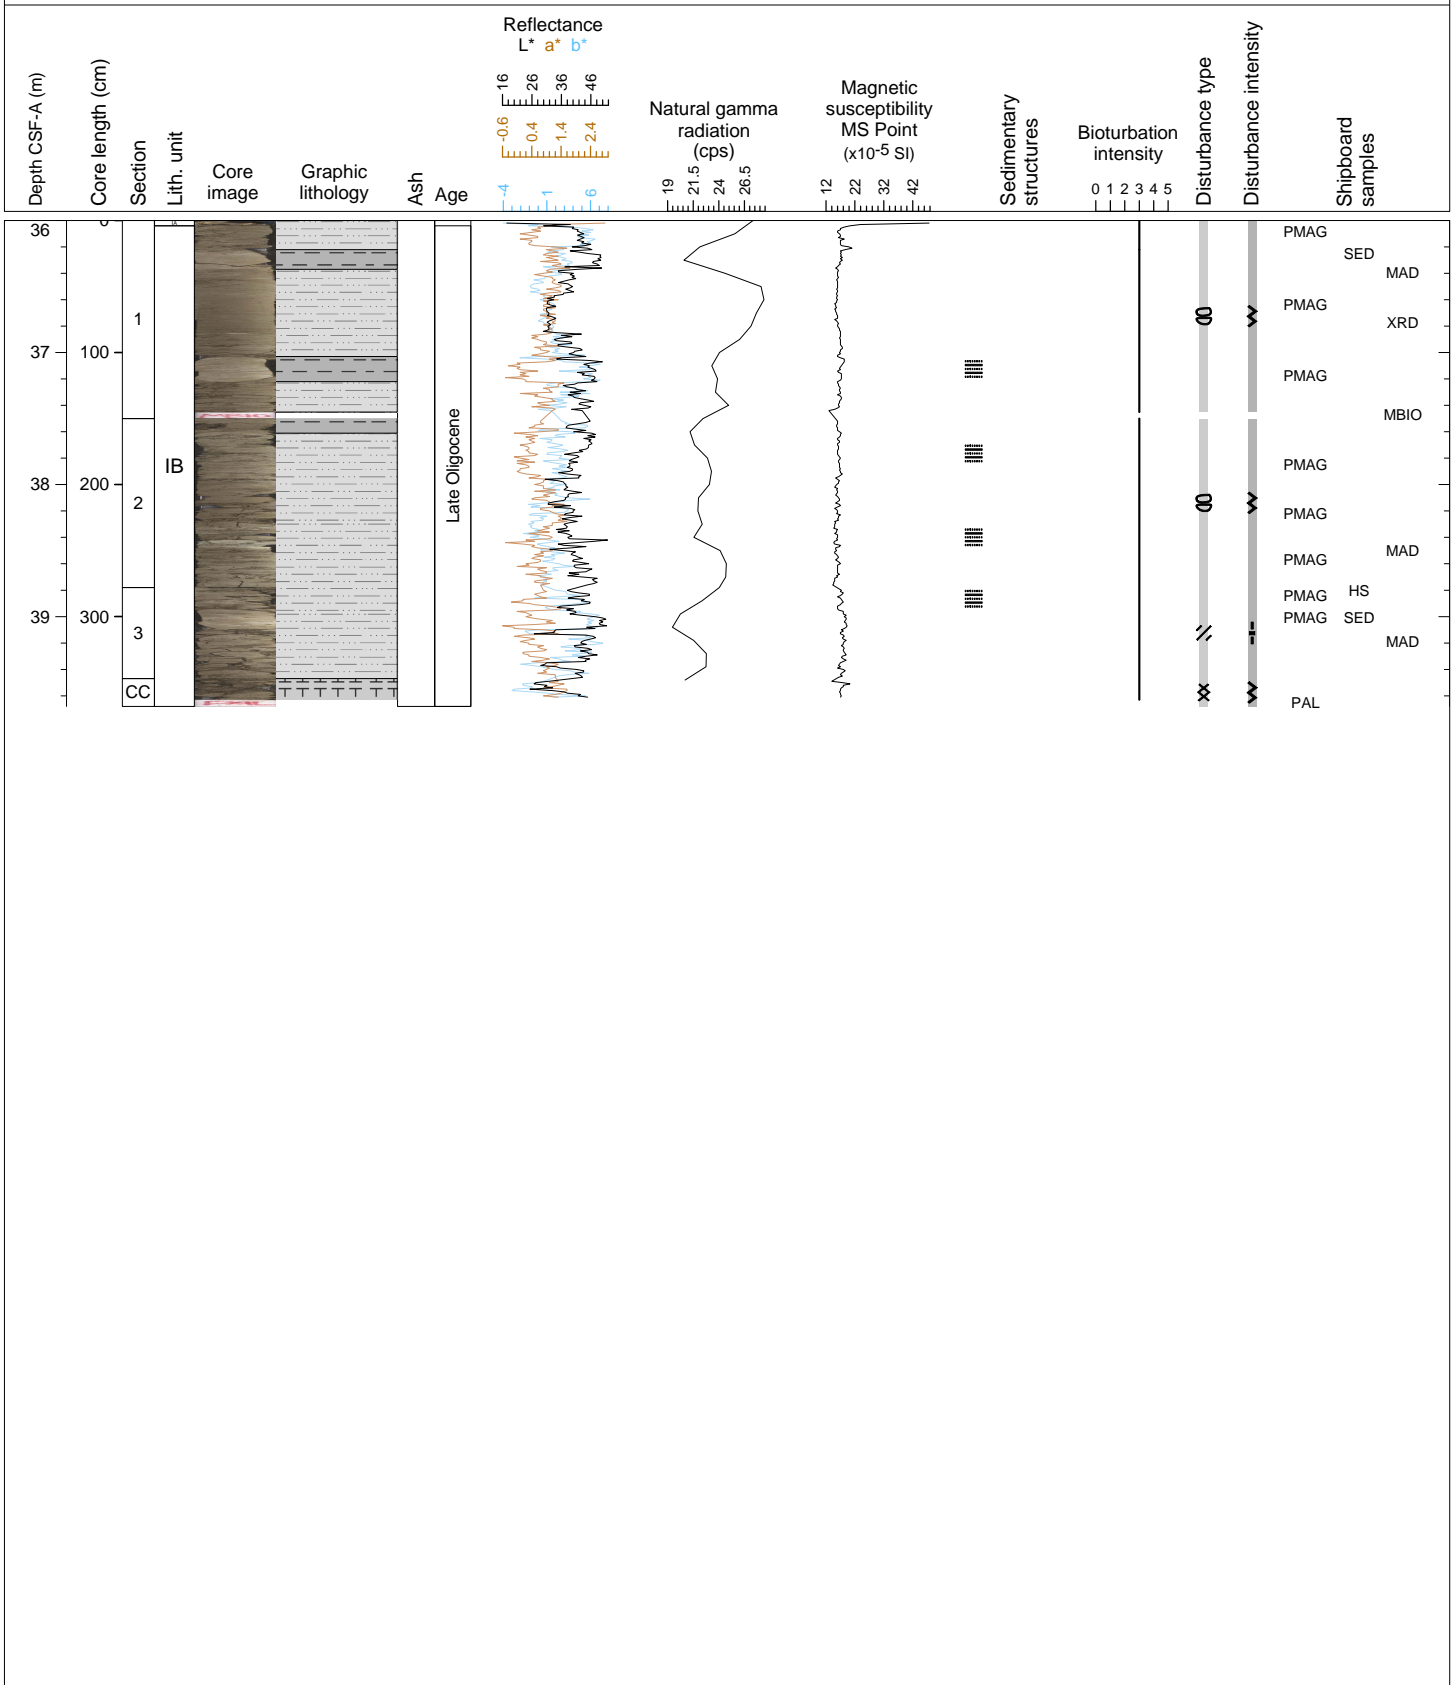 Depth CSF-A (m)
Core length (cm)
Section
Lith. unit
Core
image
Graphic
lithology
Ash
Age
Reflectance
L* a* b*
16 26 36 46
-0.6 0.4 1.4 2.4
-4 1 6
Natural gamma
radiation
(cps)
19 21.5 24 26.5
Magnetic
susceptibility
MS Point
(x10-5 SI)
12 22 32 42
Sedimentary
structures
Bioturbation
intensity
0 1 2 3 4 5
Disturbance type
Disturbance intensity
Shipboard
samples
36
37
38
39
0
100
200
300
1
2
3
CC
IA
IB
Late Oligocene
PMAG
SED
MAD
PMAG
XRD
PMAG
MBIO
PMAG
PMAG
MAD
PMAG
HS
PMAG
PMAG SED
MAD
PAL